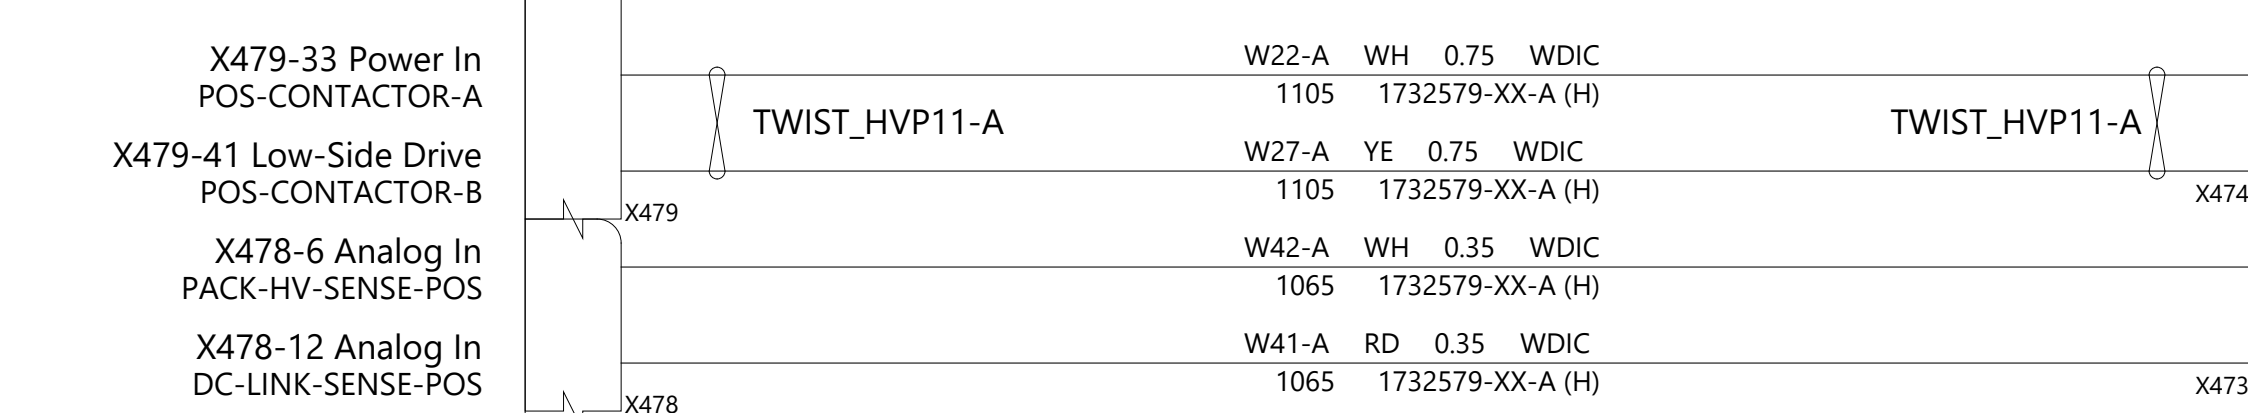 X479-33 Power In
POS-CONTACTOR-A
W22-A WH 0.75 WDIC
1105 1732579-XX-A (H)
TWIST_HVP11-A
TWIST_HVP11-A
X479-41 Low-Side Drive
POS-CONTACTOR-B
W27-A YE 0.75 WDIC
1105 1732579-XX-A (H)
X479
X474
X478-6 Analog In
PACK-HV-SENSE-POS
W42-A WH 0.35 WDIC
1065 1732579-XX-A (H)
X478-12 Analog In
DC-LINK-SENSE-POS
W41-A RD 0.35 WDIC
1065 1732579-XX-A (H)
X478
X473